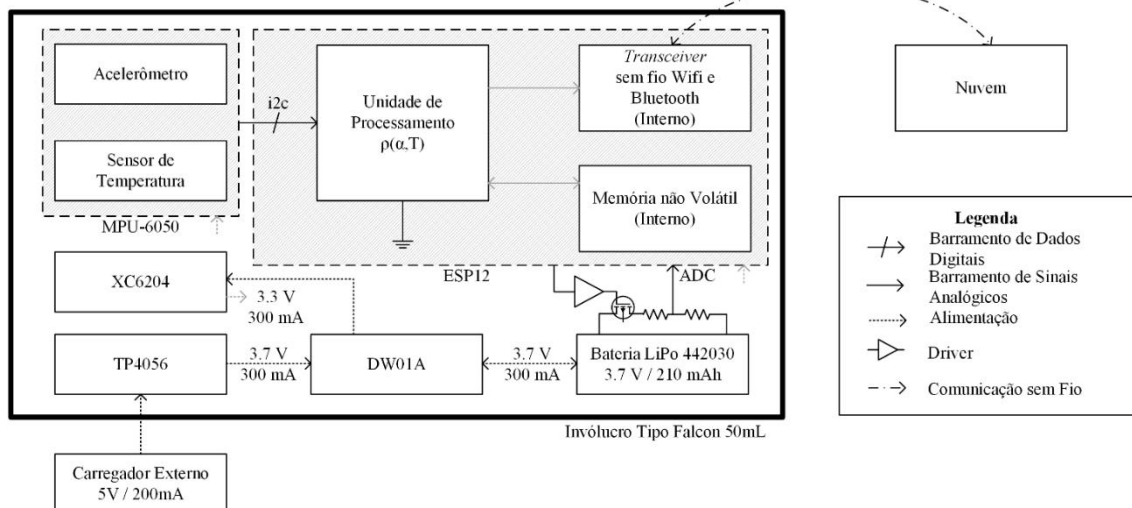 Acelerômetro
Sensor de
Temperatura
MPU-6050
i2c
Unidade de
Processamento
ρ(α,T)
Transceiver
sem fio Wifi e
Bluetooth
(Interno)
Memória não Volátil
(Interno)
ESP12
ADC
Nuvem
XC6204
3.3 V
300 mA
TP4056
3.7 V
300 mA
DW01A
3.7 V
300 mA
Bateria LiPo 442030
3.7 V / 210 mAh
Invólucro Tipo Falcon 50mL
Carregador Externo
5V / 200mA
Legenda
Barramento de Dados
Digitais
Barramento de Sinais
Analógicos
Alimentação
Driver
Comunicação sem Fio